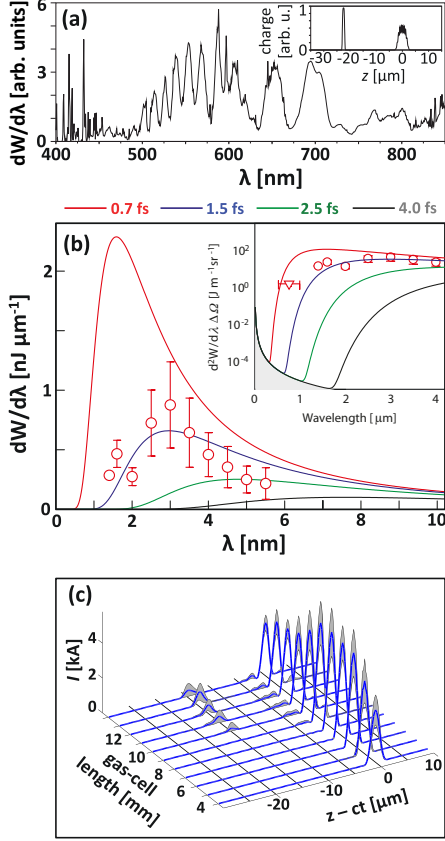 (a)
dW/dλ [arb. units]
6
3
0
400 500 600 700 800
λ [nm]
charge
[arb. u.]
1
0
-30 -20 0 15
z [μm]
0.7 fs 1.5 fs 2.5 fs 4.0 fs
(b)
dW/dλ [nJ μm⁻¹]
2
1
0
0 2 4 6 8 10
λ [nm]
d²W/dλ ΔΩ [J m⁻¹sr⁻¹]
10²
10⁰
10⁻²
10⁻⁴
0 1 2 3 4
Wavelength [μm]
(c)
I [kA]
4
2
0
12
10
8
6
4
gas-cell
length [mm]
-20 -10 0 10
z – ct [μm]